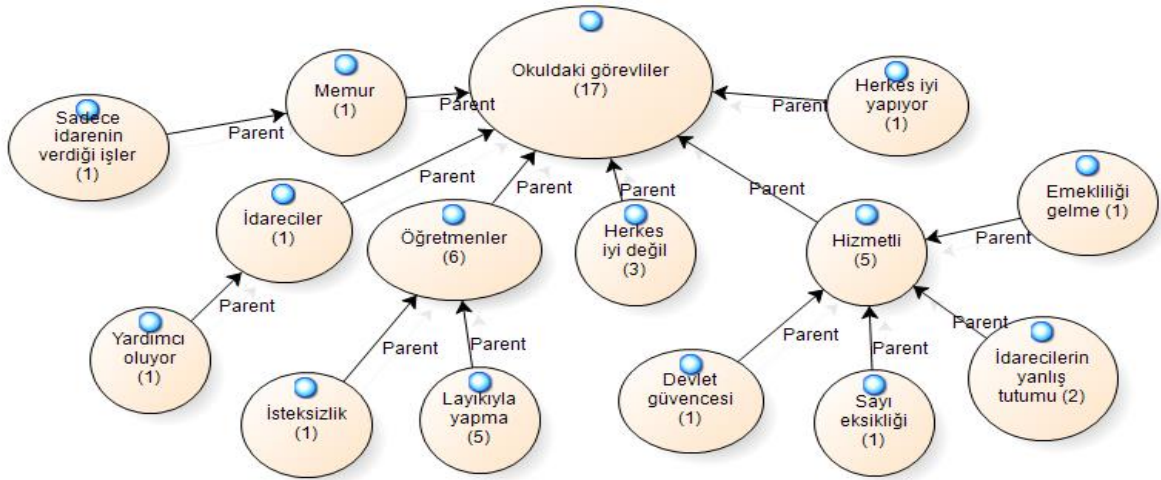 Okuldaki görevliler
(17)
Memur
(1)
Herkes iyi
yapıyor
(1)
Sadece
idarenin
verdiği işler
(1)
Parent
Parent
Parent
İdareciler
(1)
Parent
Öğretmenler
(6)
Parent
Herkes
iyi değil
(3)
Parent
Parent
Hizmetli
(5)
Emekliliği
gelme (1)
Parent
Yardımcı
oluyor
(1)
Parent
İsteksizlik
(1)
Parent
Layıkıyla
yapma
(5)
Parent
Devlet
güvencesi
(1)
Parent
Sayı
eksikliği
(1)
Parent
İdarecilerin
yanlış
tutumu (2)
Parent